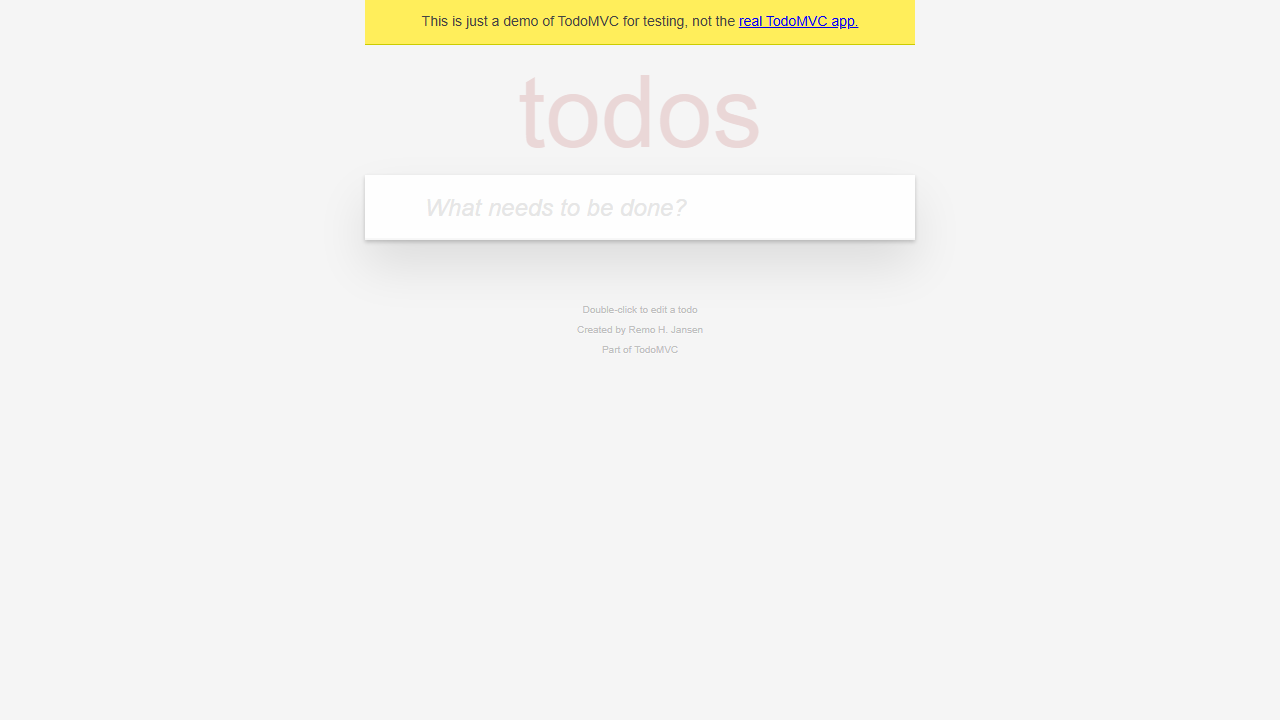 This is just a demo of TodoMVC for testing, not the real TodoMVC app.
todos
What needs to be done?
Double-click to edit a todo
Created by Remo H. Jansen
Part of TodoMVC